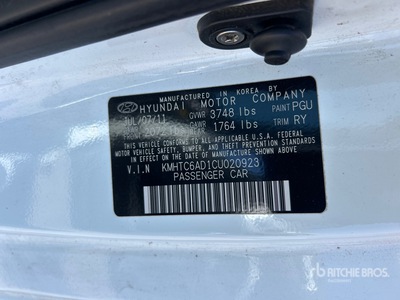 MANUFACTURED IN KOREA
HYUNDAI MOTOR COMPANY
JUL/07/11 GVWR 3748 lbs PAINT PGU
GAWR 1764 lbs TRIM RY
THIS VEHICLE CONFORMS TO ALL APPLICABLE U.S.A. FEDERAL
MOTOR VEHICLE SAFETY, BUMPER, AND THEFT PREVENTION STANDARDS
IN EFFECT ON THE DATE OF MANUFACTURE SHOWN ABOVE.
V.I.N KMHTC6AD1CU020923
PASSENGER CAR
rb RITCHIE BROS.